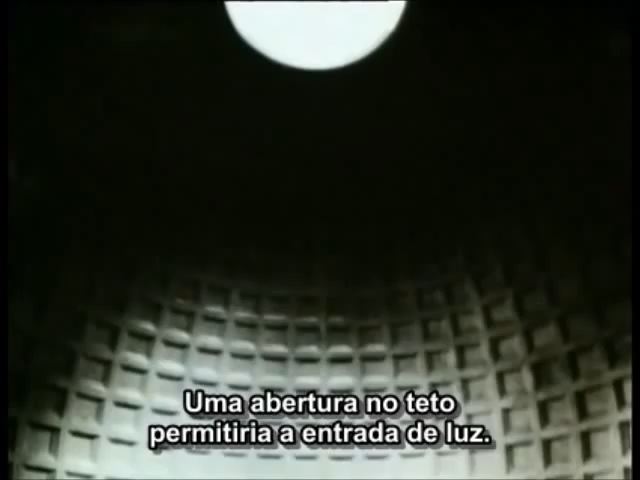 Uma abertura no teto
permitiria a entrada de luz.